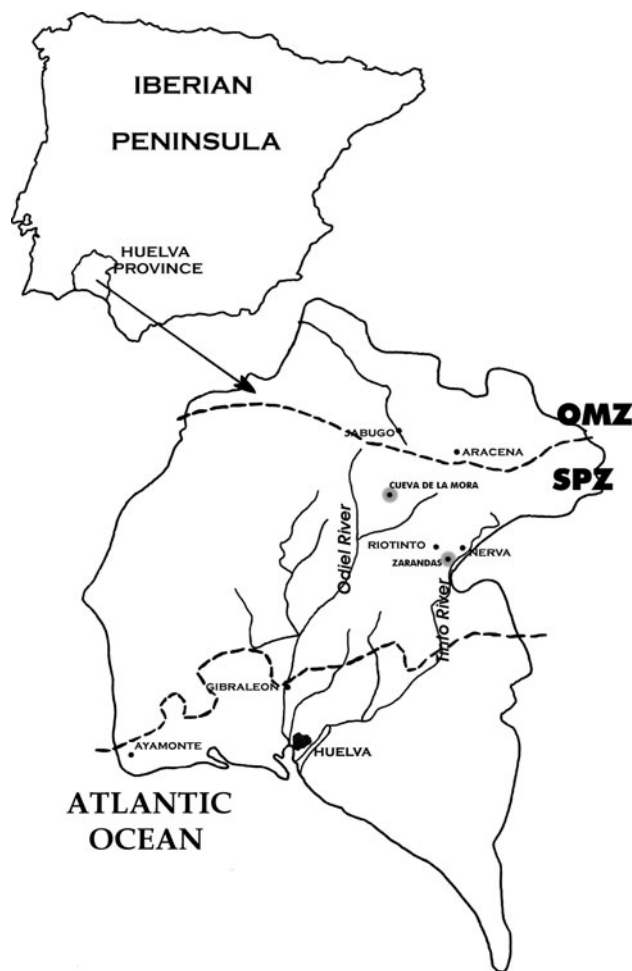 IBERIAN
PENINSULA
HUELVA
PROVINCE
OMZ
JABUGO
ARACENA
SPZ
CUEVA DE LA MORA
Odiel River
RIOTINTO
NERVA
ZARANDAS
Tinto River
GIBRALEON
AYAMONTE
HUELVA
ATLANTIC
OCEAN